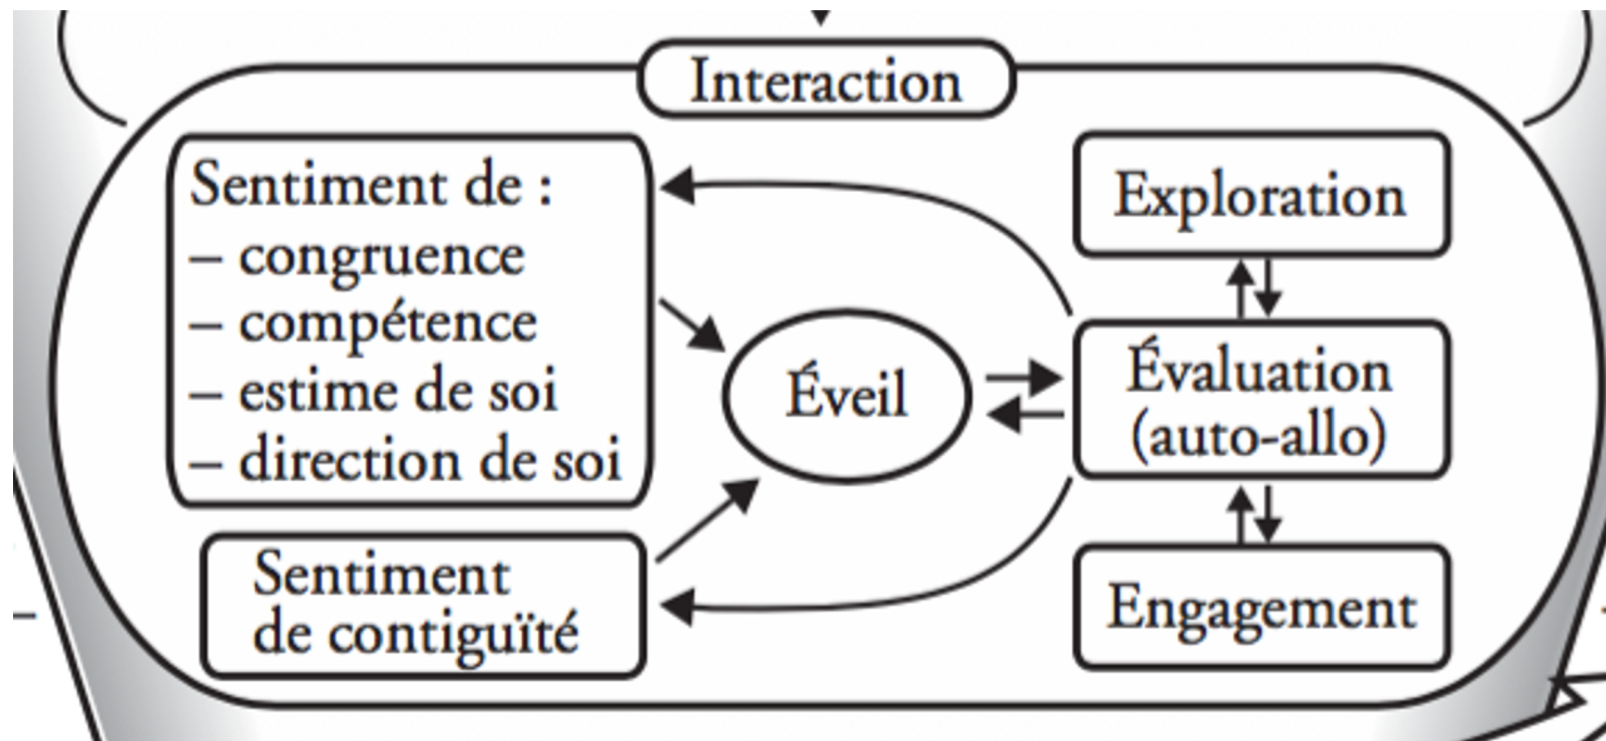 Interaction
Sentiment de :
– congruence
– compétence
– estime de soi
– direction de soi
Sentiment
de contiguïté
Éveil
Exploration
Évaluation
(auto-allo)
Engagement